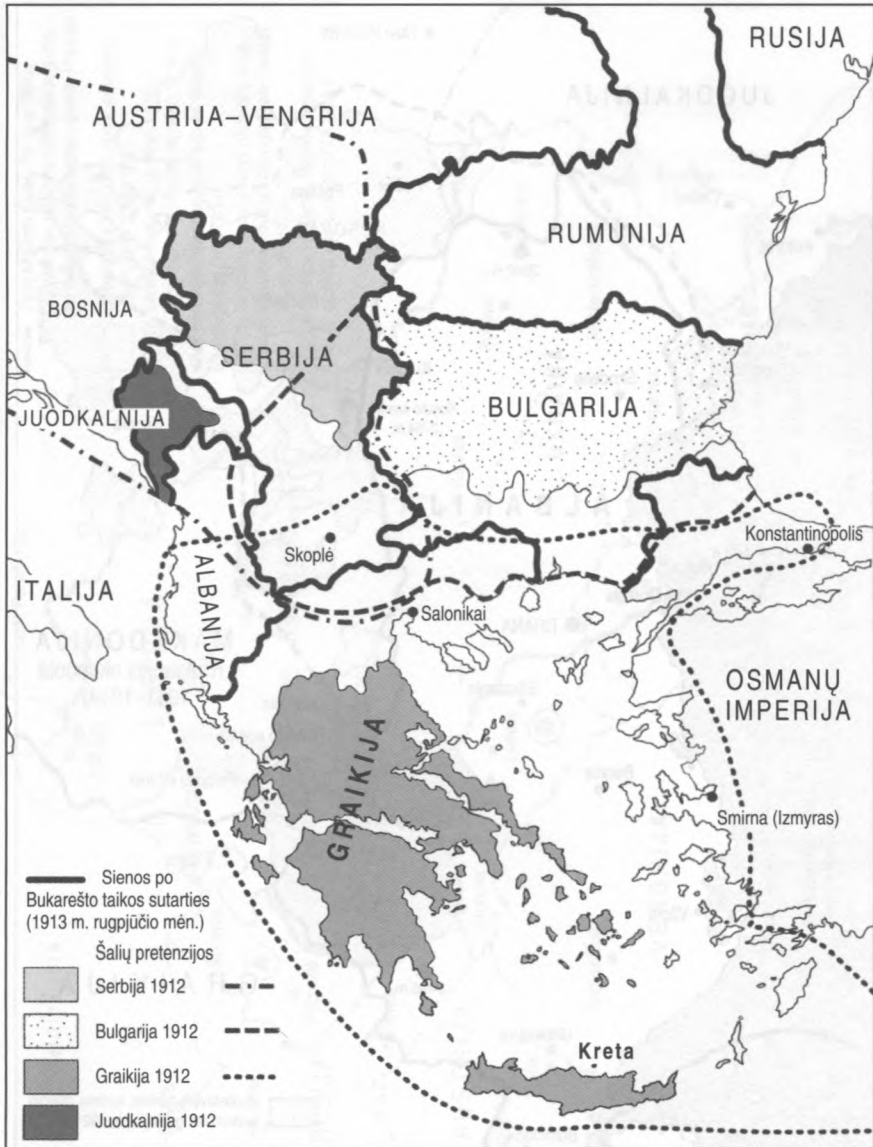 RUSIJA
AUSTRIJA–VENGRIJA
RUMUNIJA
BOSNIJA
SERBIJA
BULGARIJA
JUODKALNIJA
Konstantinopolis
Skoplė
ITALIJA
ALBANIJA
Salonikai
OSMANŲ
IMPERIJA
GRAIKIJA
Smirna (Izmyras)
Sienos po
Bukarešto taikos sutarties
(1913 m. rugpjūčio mėn.)
Šalių pretenzijos
Serbija 1912
Bulgarija 1912
Kreta
Graikija 1912
Juodkalnija 1912